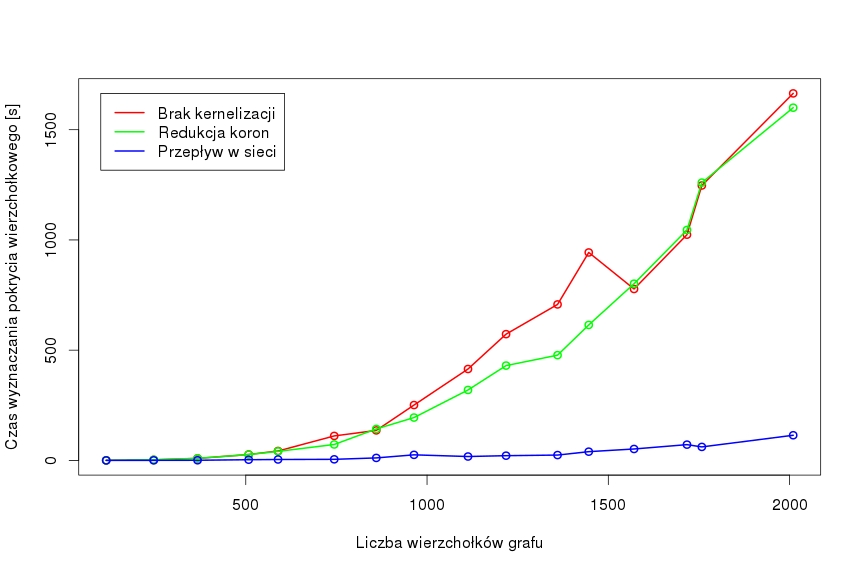 Brak kernelizacji
Redukcja koron
Przepływ w sieci
Czas wyznaczania pokrycia wierzchołkowego [s]
1500
1000
500
0
500
1000
1500
2000
Liczba wierzchołków grafu